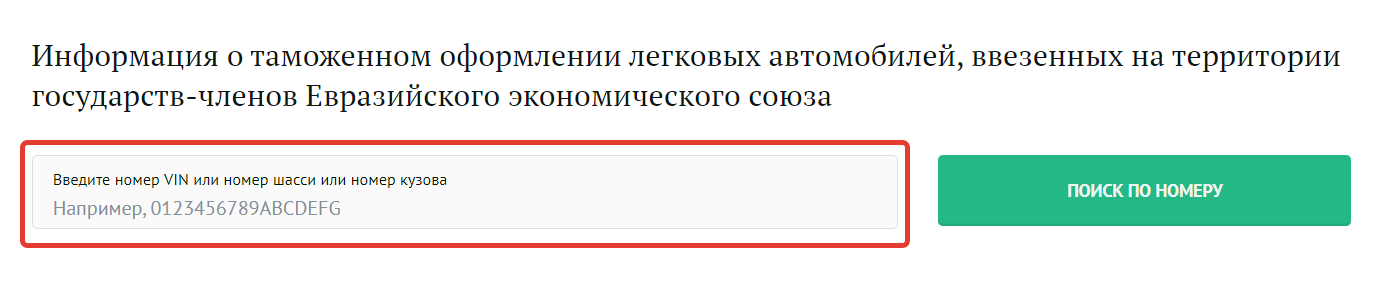 Информация о таможенном оформлении легковых автомобилей, ввезенных на территории
государств-членов Евразийского экономического союза
Введите номер VIN или номер шасси или номер кузова
Например, 0123456789ABCDEFG
ПОИСК ПО НОМЕРУ